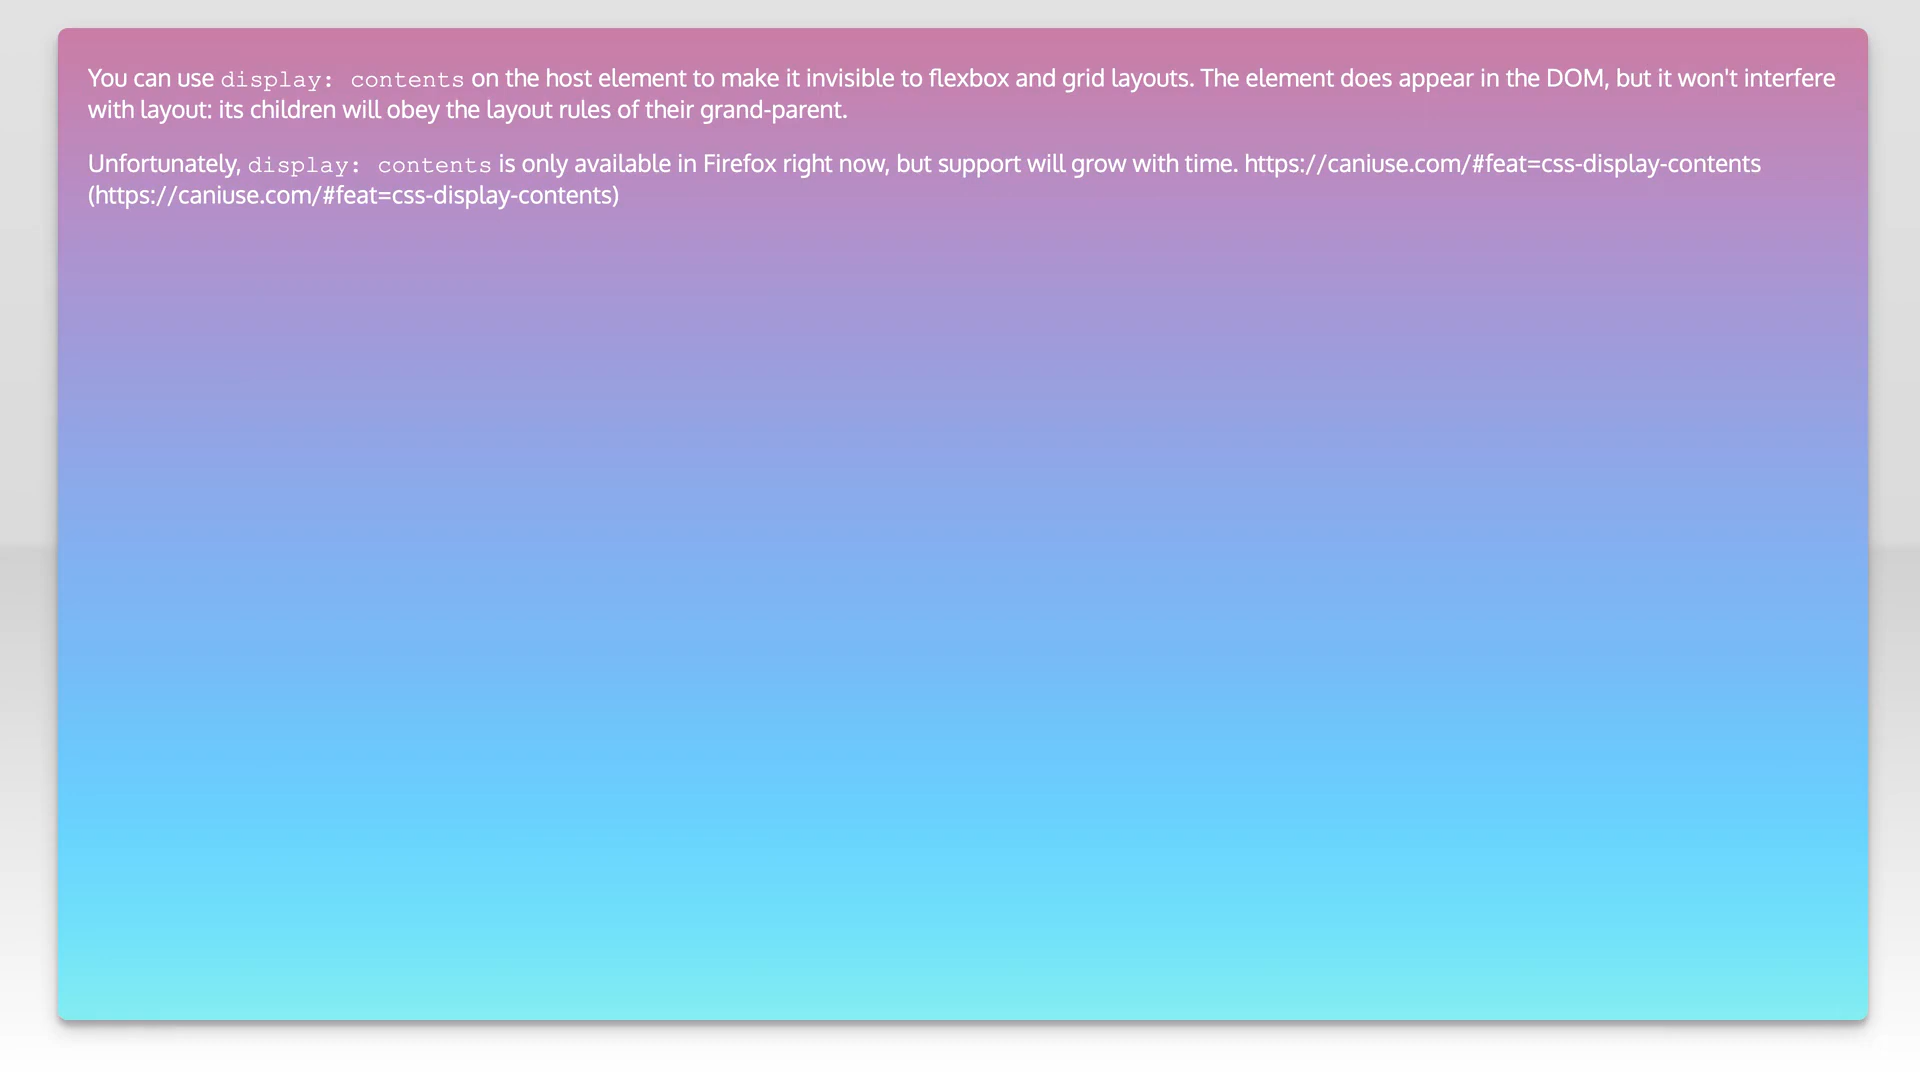 You can use display: contents on the host element to make it invisible to flexbox and grid layouts. The element does appear in the DOM, but it won't interfere
with layout: its children will obey the layout rules of their grand-parent.
Unfortunately, display: contents is only available in Firefox right now, but support will grow with time. https://caniuse.com/#feat=css-display-contents
(https://caniuse.com/#feat=css-display-contents)